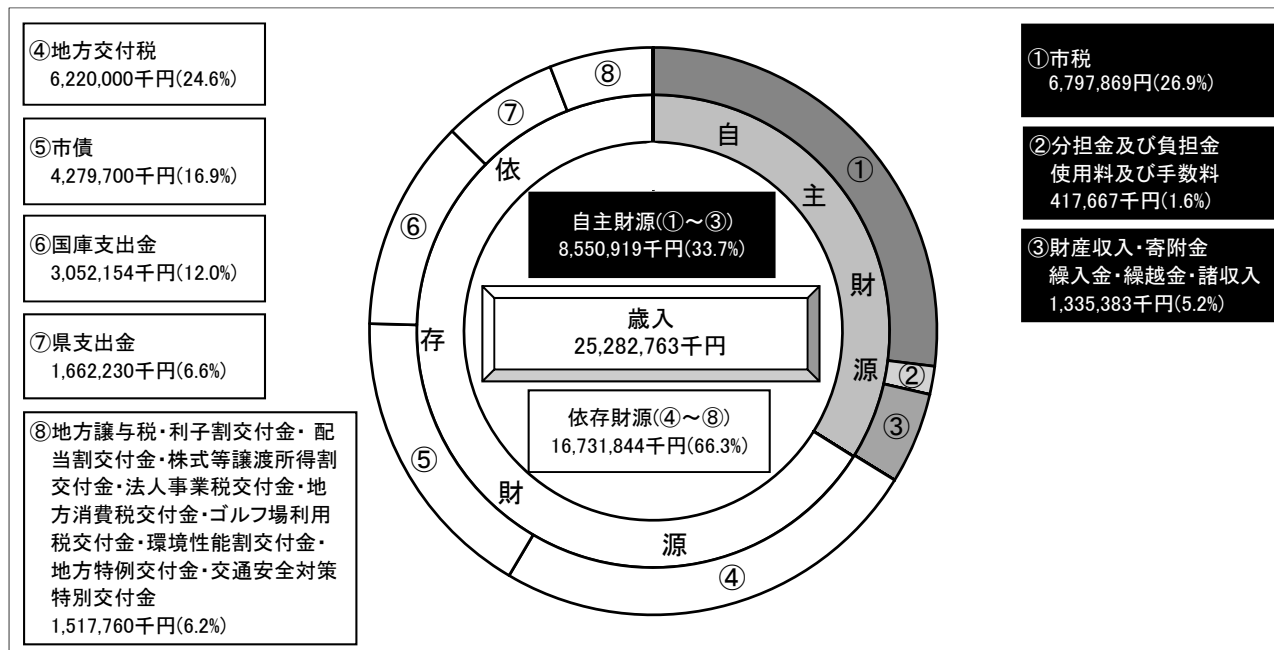 ④地方交付税
6,220,000千円(24.6%)
⑤市債
4,279,700千円(16.9%)
⑥国庫支出金
3,052,154千円(12.0%)
⑦県支出金
1,662,230千円(6.6%)
⑧地方譲与税・利子割交付金・ 配
当割交付金・株式等譲渡所得割
交付金・法人事業税交付金・地
方消費税交付金・ゴルフ場利用
税交付金・環境性能割交付金・
地方特例交付金・交通安全対策
特別交付金
1,517,760千円(6.2%)
①
②
③
④
⑤
⑥
⑦
⑧
自主財源
依存財源
自主財源(①~③)
8,550,919千円(33.7%)
歳入
25,282,763千円
依存財源(④~⑧)
16,731,844千円(66.3%)
①市税
6,797,869円(26.9%)
②分担金及び負担金
使用料及び手数料
417,667千円(1.6%)
③財産収入・寄附金
繰入金・繰越金・諸収入
1,335,383千円(5.2%)